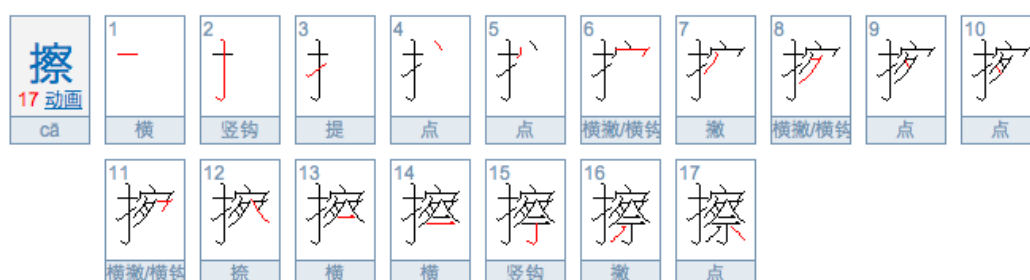 擦
17 动画
cā
1 2 3 4 5 6 7 8 9 10
横 竖钩 提 点 点 横撇/横钩 撇 横撇/横钩 点 点
11 12 13 14 15 16 17
横撇/横钩 捺 横 横 竖钩 撇 点